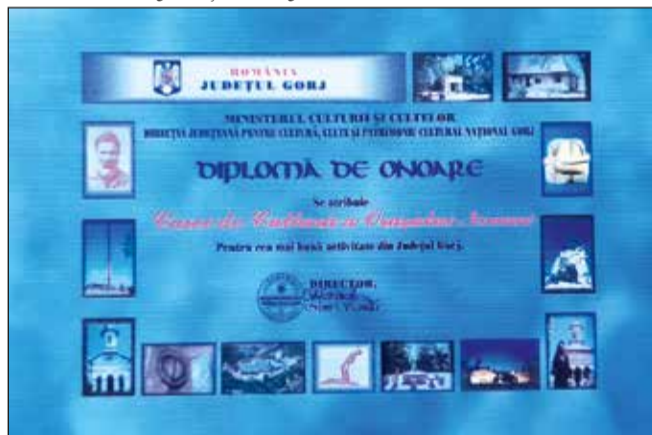 ROMÂNIA
JUDEȚUL GORJ
MINISTERUL CULTURII ȘI CULTELOR
DIRECȚIA JUDEȚEANĂ PENTRU CULTURĂ, CULTE ȘI PATRIMONIU CULTURAL NAȚIONAL GORJ
DIPLOMĂ DE ONOARE
Se atribuie
Casei de Cultură a Orașului
Pentru cea mai bună activitate din Județul Gorj.
DIRECTOR,